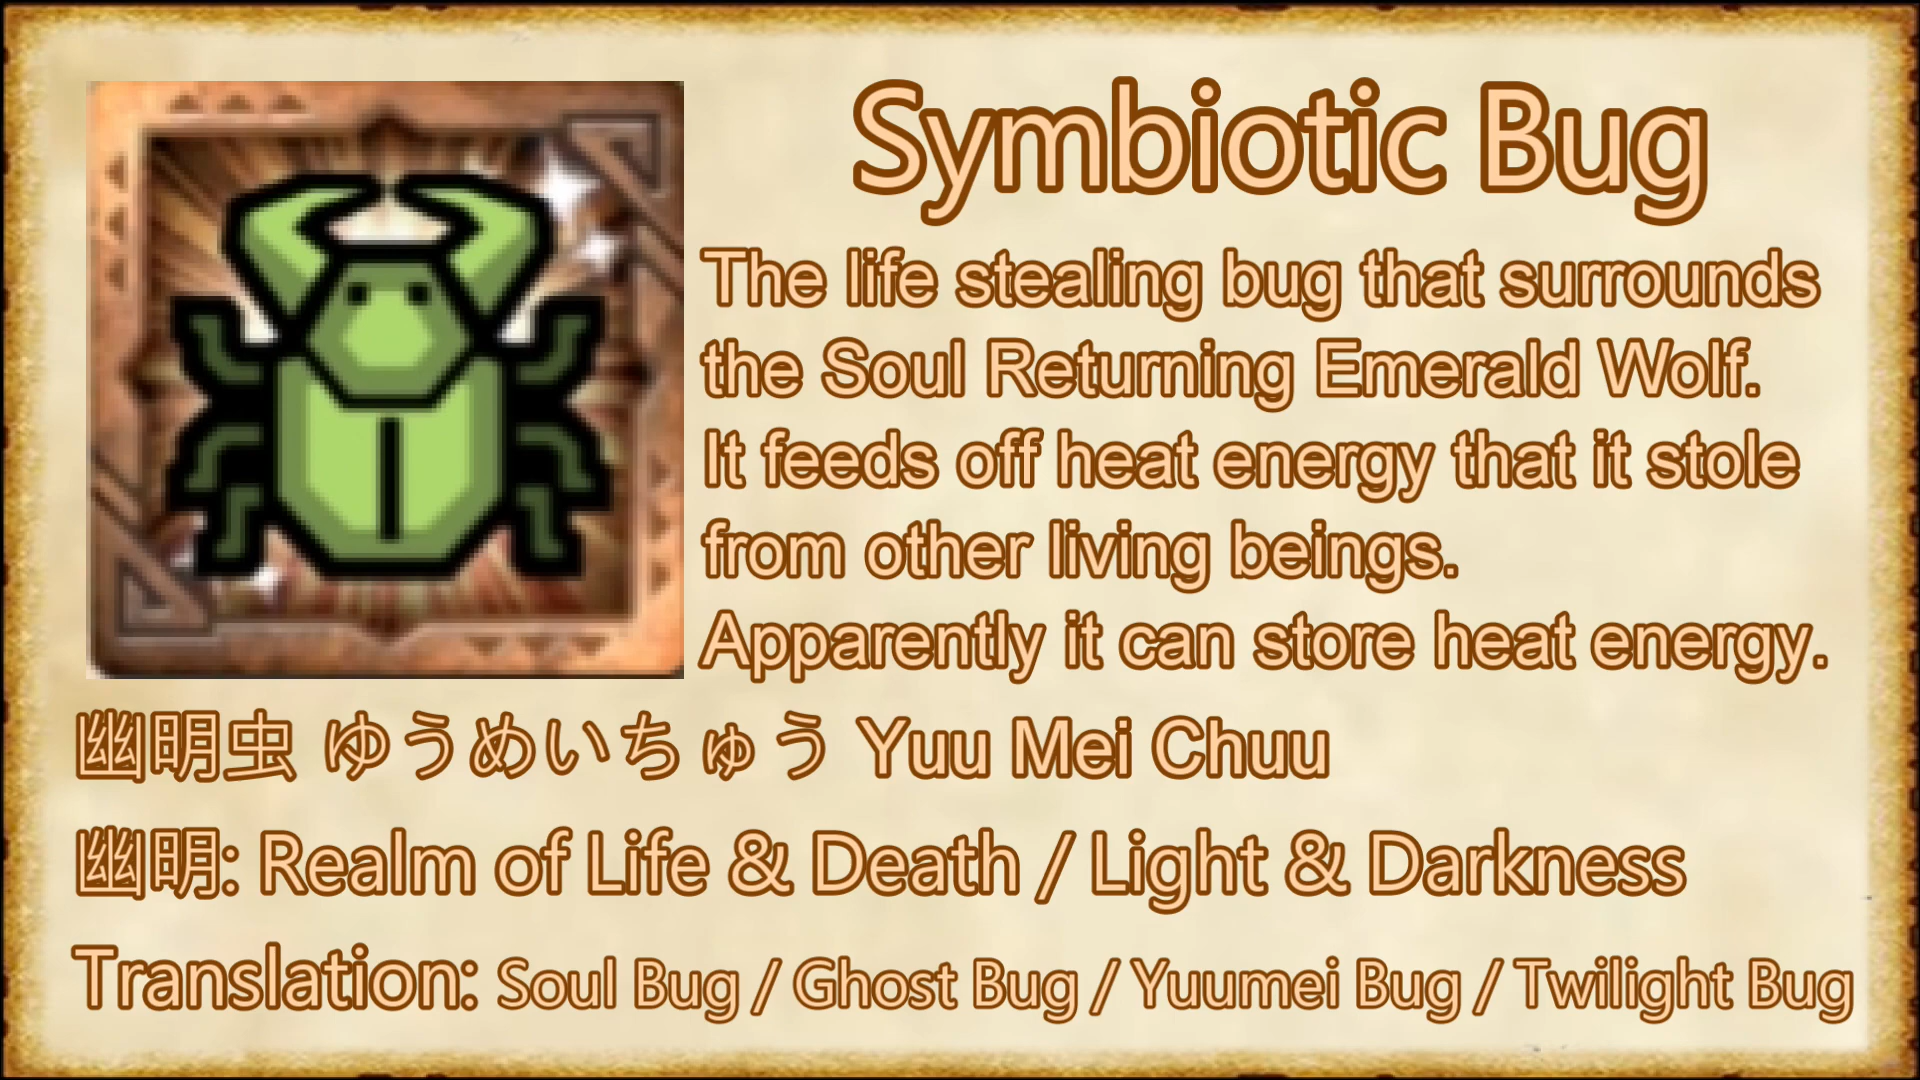 Symbiotic Bug
The life stealing bug that surrounds
the Soul Returning Emerald Wolf.
It feeds off heat energy that it stole
from other living beings.
Apparently it can store heat energy.
幽明虫 ゆうめいちゅう Yuu Mei Chuu
幽明: Realm of Life & Death / Light & Darkness
Translation: Soul Bug / Ghost Bug / Yuumei Bug / Twilight Bug